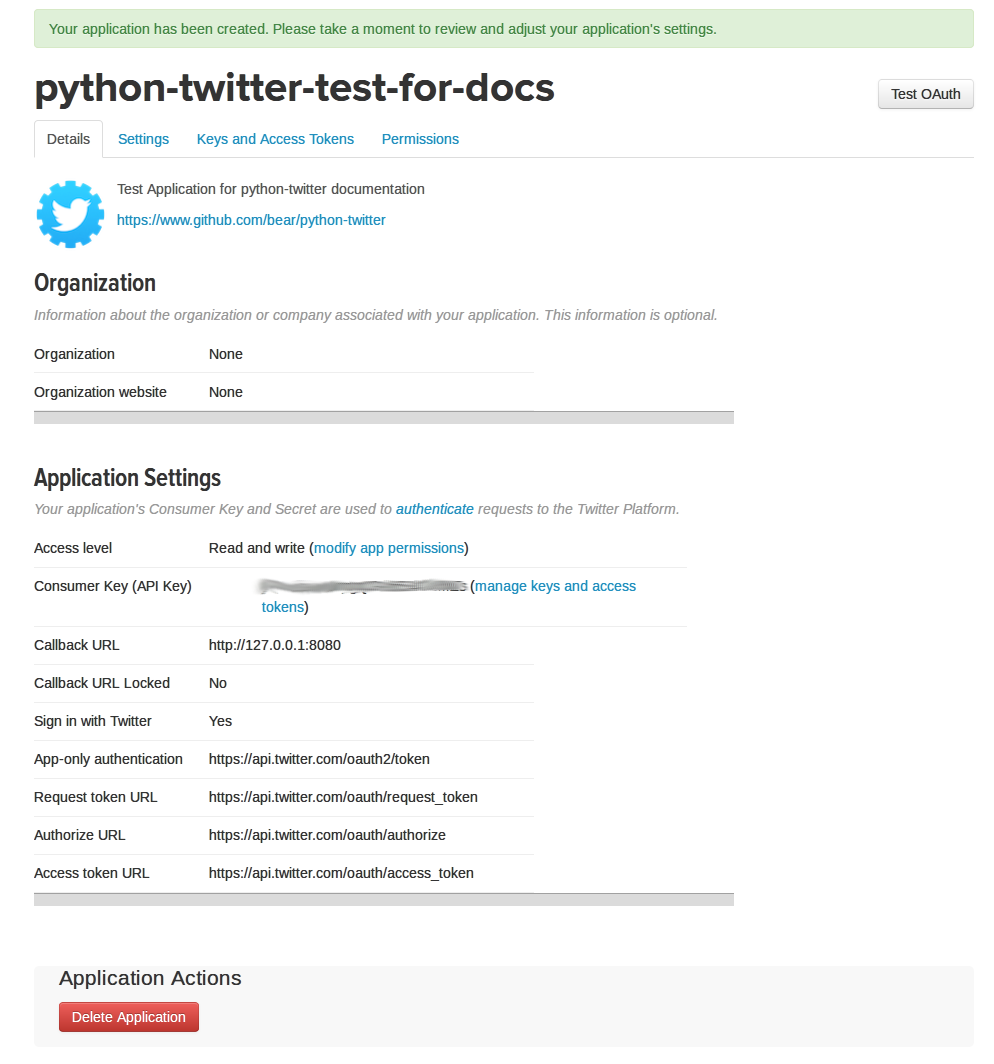 Your application has been created. Please take a moment to review and adjust your application's settings.
python-twitter-test-for-docs
Test OAuth
Details Settings Keys and Access Tokens Permissions
Test Application for python-twitter documentation
https://www.github.com/bear/python-twitter
Organization
Information about the organization or company associated with your application. This information is optional.
Organization None
Organization website None
Application Settings
Your application's Consumer Key and Secret are used to authenticate requests to the Twitter Platform.
Access level Read and write (modify app permissions)
Consumer Key (API Key) (manage keys and access
tokens)
Callback URL http://127.0.0.1:8080
Callback URL Locked No
Sign in with Twitter Yes
App-only authentication https://api.twitter.com/oauth2/token
Request token URL https://api.twitter.com/oauth/request_token
Authorize URL https://api.twitter.com/oauth/authorize
Access token URL https://api.twitter.com/oauth/access_token
Application Actions
Delete Application